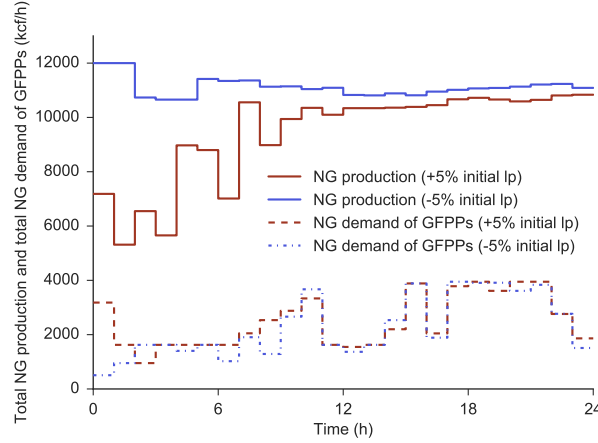 Total NG production and total NG demand of GFPPs (kcf/h)
12000
10000
8000
6000
4000
2000
0
NG production (+5% initial lp)
NG production (-5% initial lp)
NG demand of GFPPs (+5% initial lp)
NG demand of GFPPs (-5% initial lp)
0 6 12 18 24
Time (h)